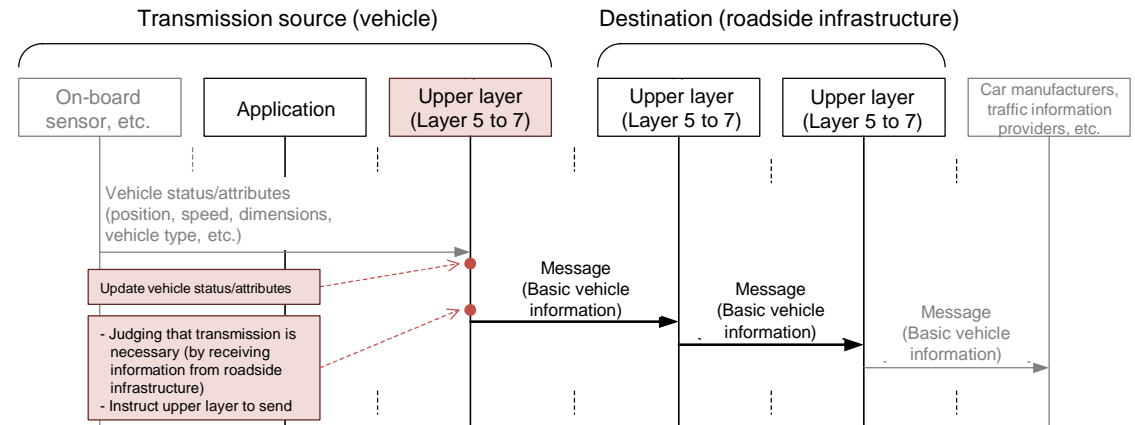 Transmission source (vehicle)
Destination (roadside infrastructure)
On-board
sensor, etc.
Application
Upper layer
(Layer 5 to 7)
Upper layer
(Layer 5 to 7)
Upper layer
(Layer 5 to 7)
Car manufacturers,
traffic information
providers, etc.
Vehicle status/attributes
(position, speed, dimensions,
vehicle type, etc.)
Update vehicle status/attributes
- Judging that transmission is
necessary (by receiving
information from roadside
infrastructure)
- Instruct upper layer to send
Message
(Basic vehicle
information)
Message
(Basic vehicle
information)
Message
(Basic vehicle
information)